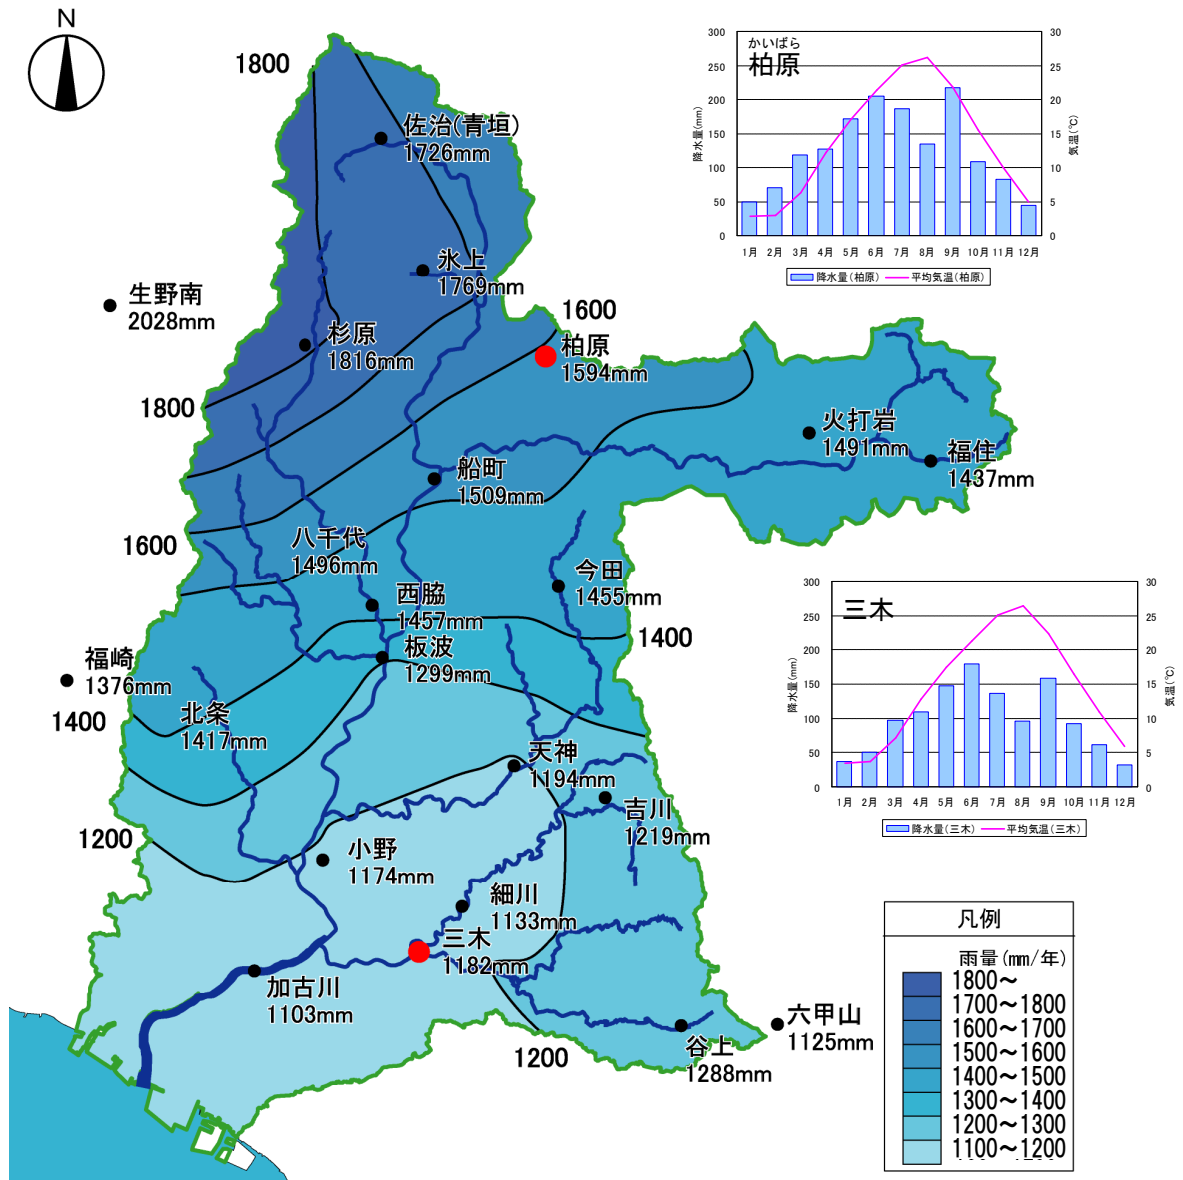 N
1800
佐治(青垣)
1726mm
氷上
1769mm
生野南
2028mm
杉原
1816mm
1600
柏原
1594mm
1800
火打岩
1491mm
福住
1437mm
船町
1509mm
1600
八千代
1496mm
西脇
1457mm
今田
1455mm
1400
板波
1299mm
福崎
1376mm
1400
北条
1417mm
天神
1194mm
吉川
1219mm
1200
小野
1174mm
細川
1133mm
三木
1182mm
加古川
1103mm
1200
谷上
1288mm
六甲山
1125mm
かいばら
柏原
降水量(mm)
気温(℃)
300
250
200
150
100
50
0
30
25
20
15
10
5
0
1月 2月 3月 4月 5月 6月 7月 8月 9月 10月 11月 12月
降水量(柏原) 平均気温(柏原)
三木
降水量(mm)
気温(℃)
300
250
200
150
100
50
0
30
25
20
15
10
5
0
1月 2月 3月 4月 5月 6月 7月 8月 9月 10月 11月 12月
降水量(三木) 平均気温(三木)
凡例
雨量(mm/年)
1800～
1700～1800
1600～1700
1500～1600
1400～1500
1300～1400
1200～1300
1100～1200